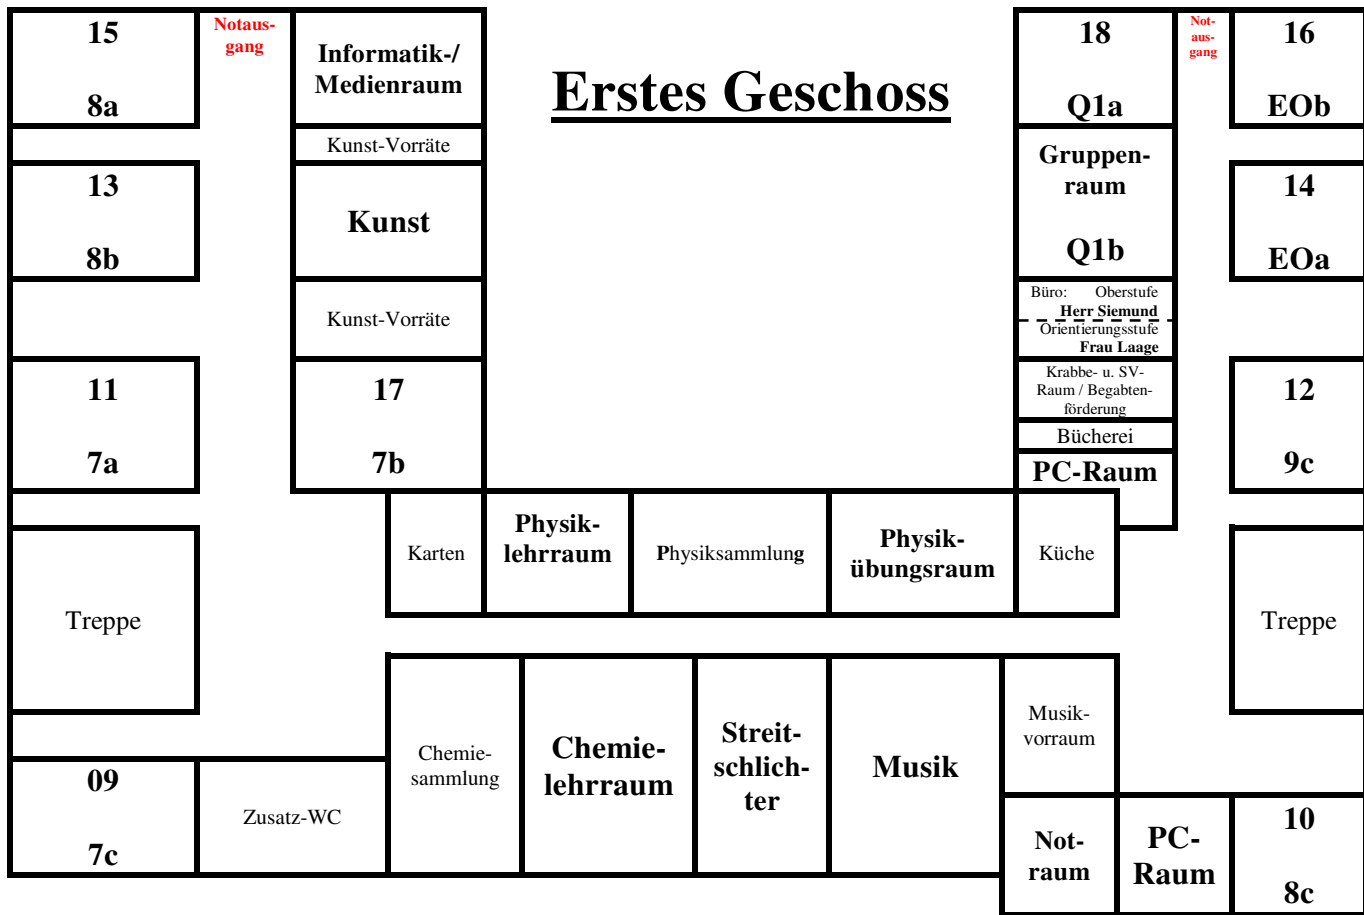 15
8a
Notaus-
gang
Informatik-/
Medienraum
Erstes Geschoss
18
Q1a
Not-
aus-
gang
16
EOb
Kunst-Vorräte
13
8b
Kunst
Gruppen-
raum
Q1b
14
EOa
Kunst-Vorräte
Büro: Oberstufe
Herr Siemund
Orientierungsstufe
Frau Laage
11
7a
17
7b
Krabbe- u. SV-
Raum / Begabten-
förderung
Bücherei
PC-Raum
12
9c
Karten
Physik-
lehrraum
Physiksammlung
Physik-
übungsraum
Küche
Treppe
Treppe
Chemie-
sammlung
Chemie-
lehrraum
Streit-
schlich-
ter
Musik
Musik-
vorraum
09
7c
Zusatz-WC
Not-
raum
PC-
Raum
10
8c